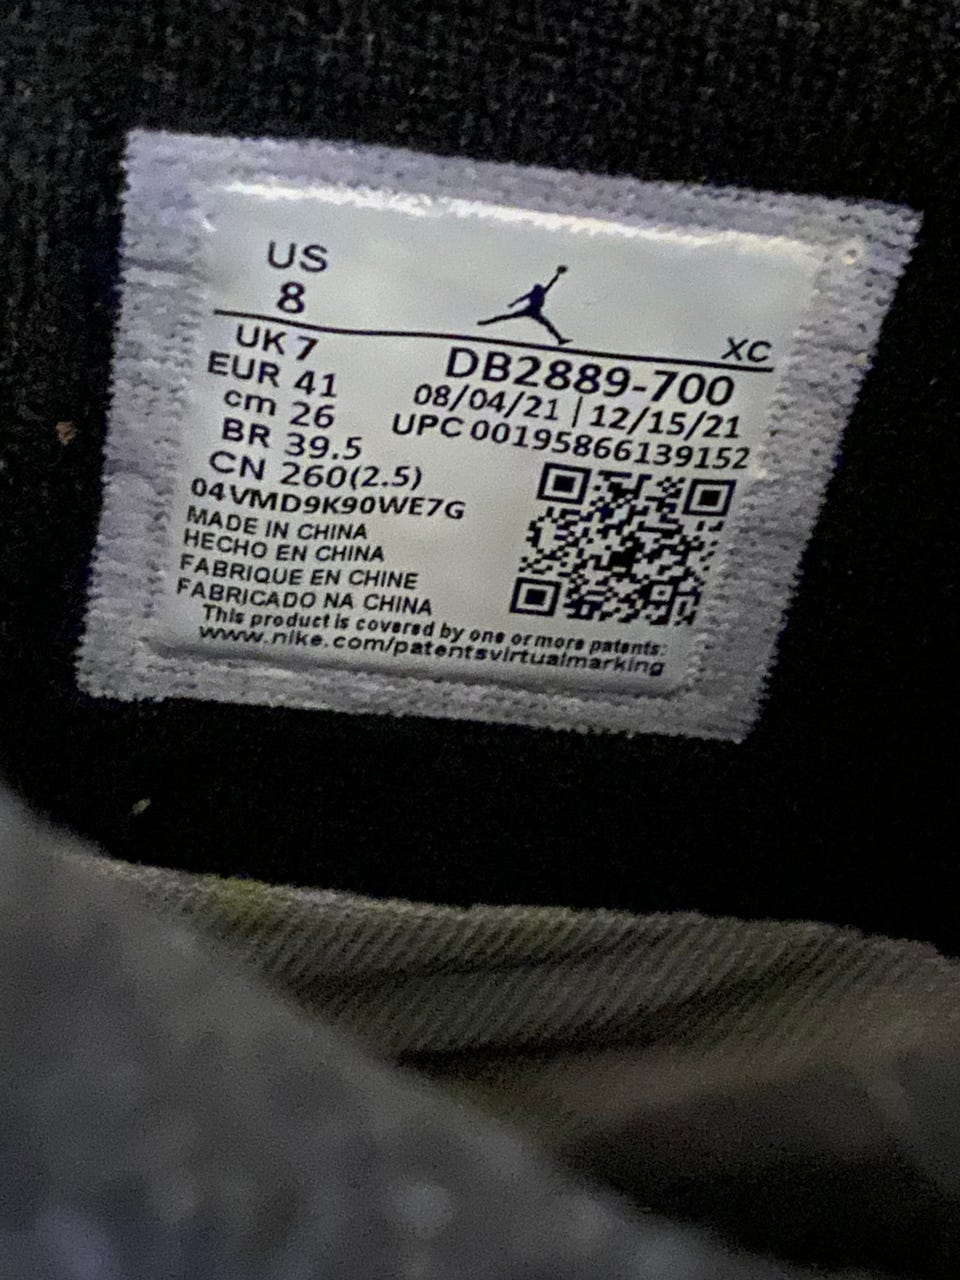 US
8
XC
UK 7
EUR 41
cm 26
BR 39.5
CN 260(2.5)
DB2889-700
08/04/21 | 12/15/21
UPC 00195866139152
04VMD9K90WE7G
MADE IN CHINA
HECHO EN CHINA
FABRIQUE EN CHINE
FABRICADO NA CHINA
This product is covered by one or more patents:
www.nike.com/patentsvirtualmarking